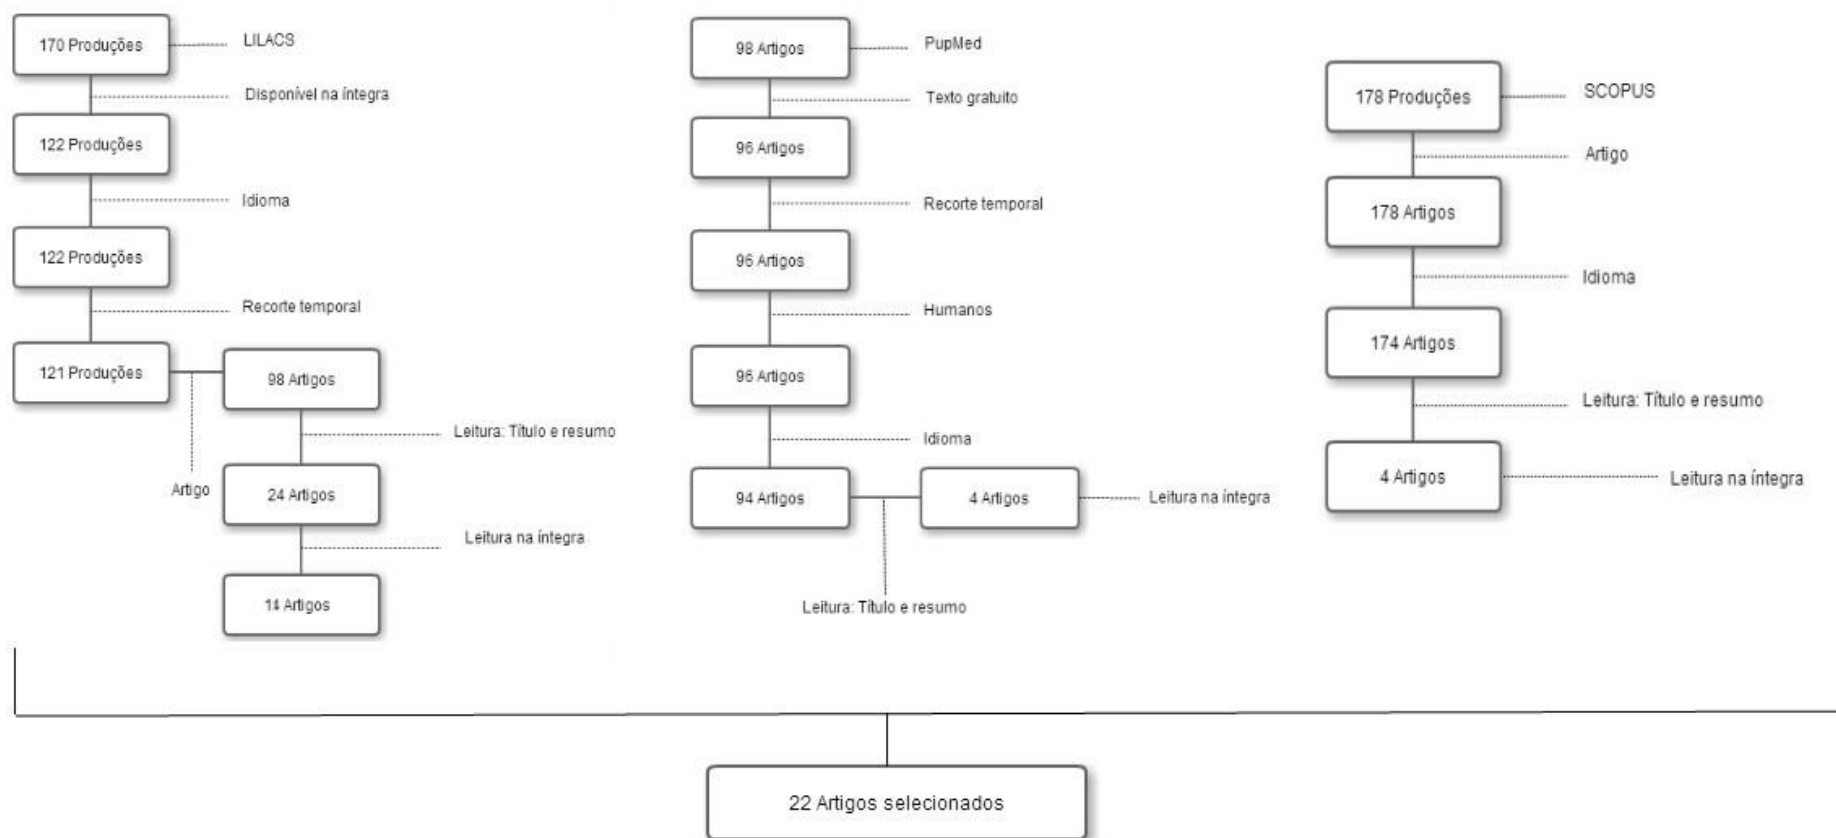 170 Produções
LILACS
Disponível na íntegra
122 Produções
Idioma
122 Produções
Recorte temporal
121 Produções
98 Artigos
Leitura: Título e resumo
Artigo
24 Artigos
Leitura na íntegra
14 Artigos
98 Artigos
PupMed
Texto gratuito
96 Artigos
Recorte temporal
96 Artigos
Humanos
96 Artigos
Idioma
94 Artigos
4 Artigos
Leitura na íntegra
Leitura: Título e resumo
178 Produções
SCOPUS
Artigo
178 Artigos
Idioma
174 Artigos
Leitura: Título e resumo
4 Artigos
Leitura na íntegra
22 Artigos selecionados